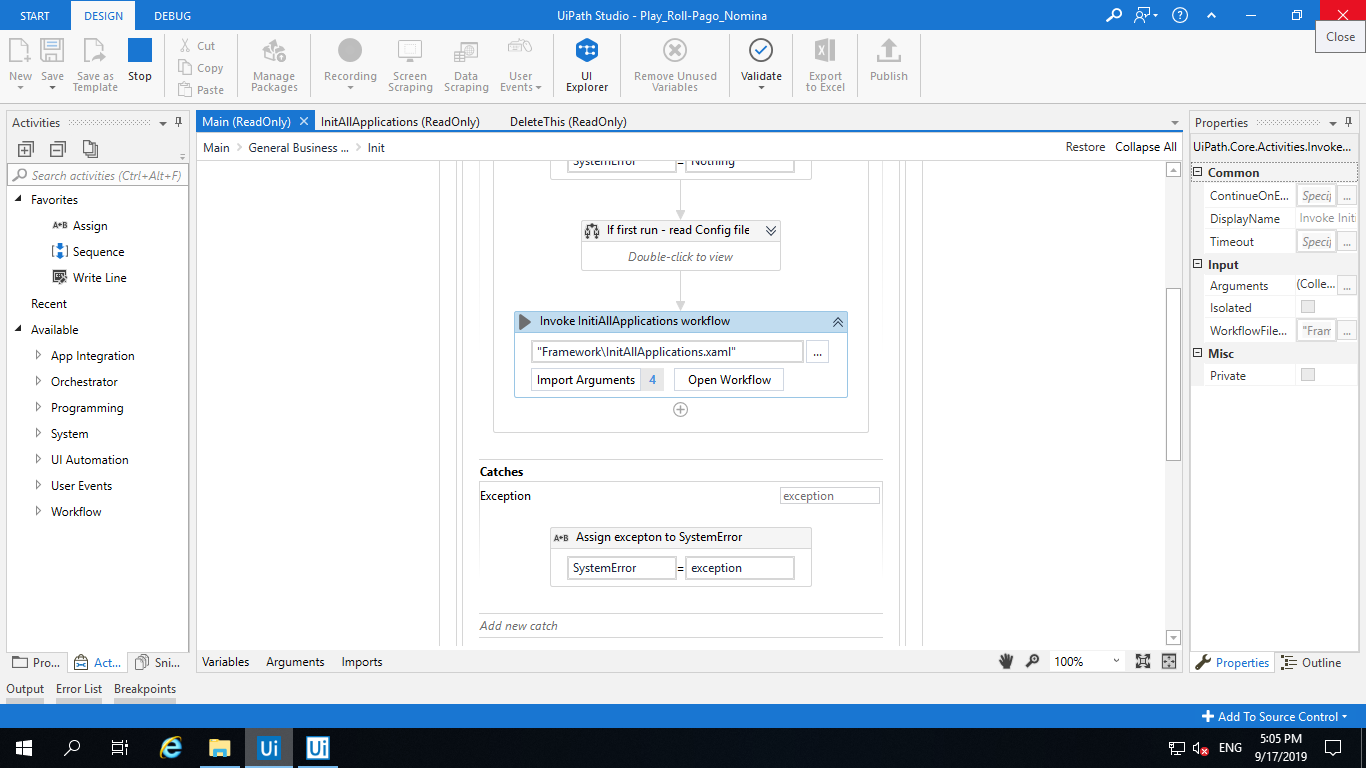 START DESIGN DEBUG UiPath Studio - Play_Roll-Pago_Nomina
Close
New Save Save as Template Stop
Cut
Copy
Paste
Manage Packages
Recording Screen Scraping Data Scraping User Events
UI Explorer
Remove Unused Variables
Validate
Export to Excel
Publish
Activities
Search activities (Ctrl+Alt+F)
Favorites
A+B Assign
Sequence
Write Line
Recent
Available
App Integration
Orchestrator
Programming
System
UI Automation
User Events
Workflow
Pro... Act... Sni...
Main (ReadOnly) InitAllApplications (ReadOnly) DeleteThis (ReadOnly)
Main General Business ... Init Restore Collapse All
SystemError = Nothing
If first run - read Config file
Double-click to view
Invoke InitiAllApplications workflow
"Framework\InitAllApplications.xaml" ...
Import Arguments 4 Open Workflow
Catches
Exception exception
A+B Assign excepton to SystemError
SystemError = exception
Add new catch
Variables Arguments Imports 100%
Properties
UiPath.Core.Activities.Invoke...
Common
ContinueOnE... Specif ...
DisplayName Invoke Initi
Timeout Specif ...
Input
Arguments (Colle... ...
Isolated
WorkflowFile... "Fram ...
Misc
Private
Properties Outline
Output Error List Breakpoints
Add To Source Control
Ui Ui ENG 5:05 PM
9/17/2019